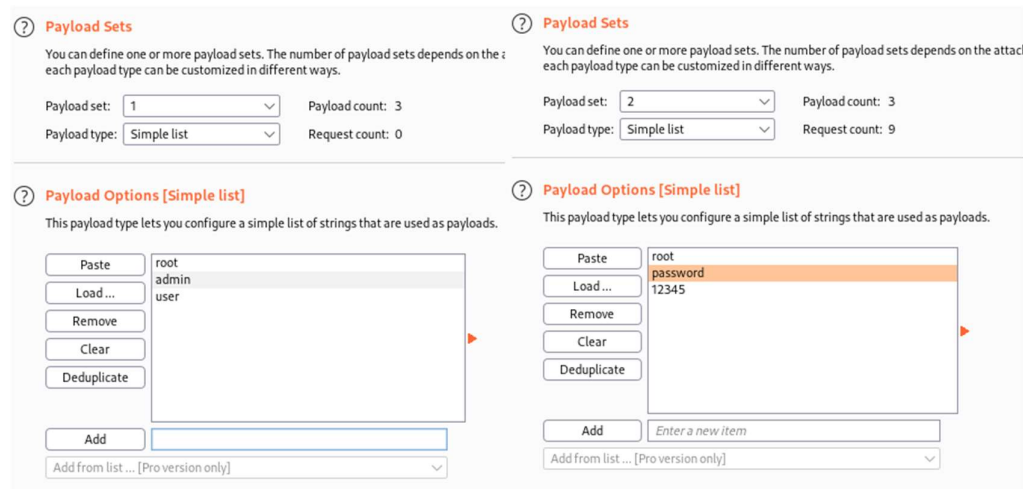 Payload Sets
You can define one or more payload sets. The number of payload sets depends on the
each payload type can be customized in different ways.
Payload set: 1 Payload count: 3
Payload type: Simple list Request count: 0
Payload Options [Simple list]
This payload type lets you configure a simple list of strings that are used as payloads.
Paste
Load ...
Remove
Clear
Deduplicate
root
admin
user
Add
Add from list ... [Pro version only]
Payload Sets
You can define one or more payload sets. The number of payload sets depends on the attac
each payload type can be customized in different ways.
Payload set: 2 Payload count: 3
Payload type: Simple list Request count: 9
Payload Options [Simple list]
This payload type lets you configure a simple list of strings that are used as payloads.
Paste
Load ...
Remove
Clear
Deduplicate
root
password
12345
Add Enter a new item
Add from list ... [Pro version only]